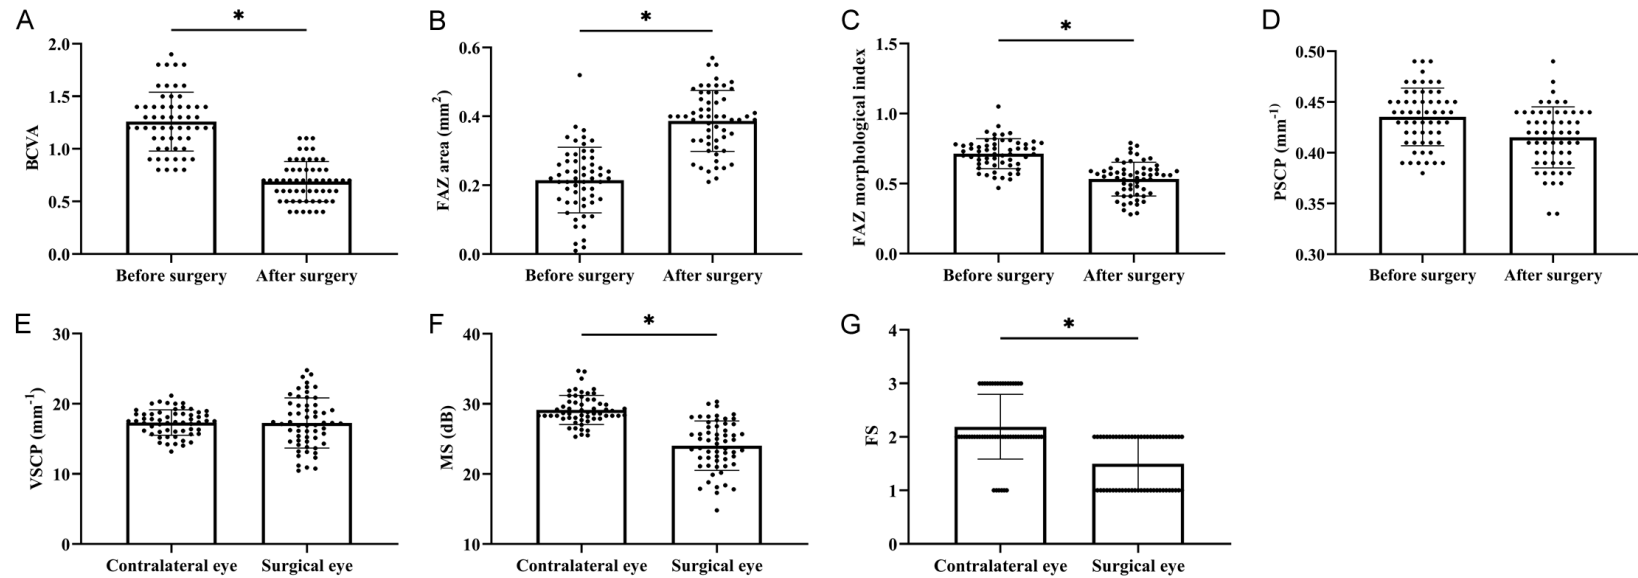 A
BCVA
2.0
1.5
1.0
0.5
0.0
*
Before surgery After surgery
B
FAZ area (mm²)
0.6
0.4
0.2
0.0
*
Before surgery After surgery
C
FAZ morphological index
1.5
1.0
0.5
0.0
*
Before surgery After surgery
D
PSCP (mm⁻¹⁾
0.50
0.45
0.40
0.35
0.30
Before surgery After surgery
E
VSCP (mm⁻¹)
30
20
10
0
Contralateral eye Surgical eye
F
MS (dB)
40
30
20
10
*
Contralateral eye Surgical eye
G
FS
4
3
2
1
0
*
Contralateral eye Surgical eye